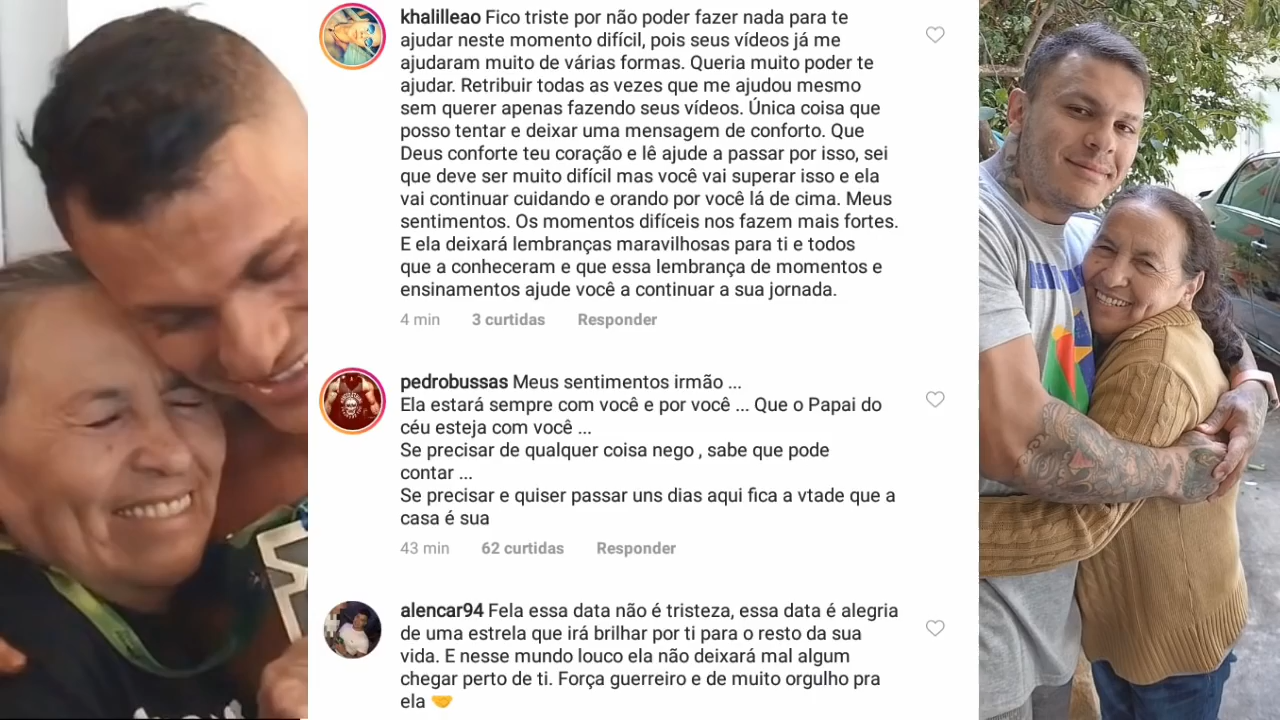 khalilleao Fico triste por não poder fazer nada para te
ajudar neste momento difícil, pois seus vídeos já me
ajudaram muito de várias formas. Queria muito poder te
ajudar. Retribuir todas as vezes que me ajudou mesmo
sem querer apenas fazendo seus vídeos. Única coisa que
posso tentar e deixar uma mensagem de conforto. Que
Deus conforte teu coração e lê ajude a passar por isso, sei
que deve ser muito difícil mas você vai superar isso e ela
vai continuar cuidando e orando por você lá de cima. Meus
sentimentos. Os momentos difíceis nos fazem mais fortes.
E ela deixará lembranças maravilhosas para ti e todos
que a conheceram e que essa lembrança de momentos e
ensinamentos ajude você a continuar a sua jornada.
4 min 3 curtidas Responder
pedrobussas Meus sentimentos irmão ...
Ela estará sempre com você e por você ... Que o Papai do
céu esteja com você ...
Se precisar de qualquer coisa nego , sabe que pode
contar ...
Se precisar e quiser passar uns dias aqui fica a vtade que a
casa é sua
43 min 62 curtidas Responder
alencar94 Fela essa data não é tristeza, essa data é alegria
de uma estrela que irá brilhar por ti para o resto da sua
vida. E nesse mundo louco ela não deixará mal algum
chegar perto de ti. Força guerreiro e de muito orgulho pra
ela 🤝